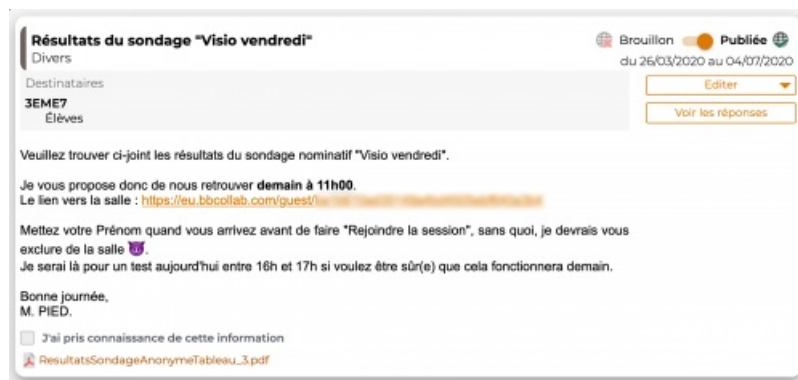 Résultats du sondage "Visio vendredi"
Brouillon Publiée
Divers
du 26/03/2020 au 04/07/2020
Destinataires
Editer
3EME7
Élèves
Voir les réponses
Veuillez trouver ci-joint les résultats du sondage nominatif "Visio vendredi".
Je vous propose donc de nous retrouver demain à 11h00.
Le lien vers la salle : https://eu.bbcollab.com/guest/
Mettez votre Prénom quand vous arrivez avant de faire "Rejoindre la session", sans quoi, je devrais vous
exclure de la salle 😈.
Je serai là pour un test aujourd'hui entre 16h et 17h si voulez être sûr(e) que cela fonctionnera demain.
Bonne journée,
M. PIED.
J'ai pris connaissance de cette information
ResultatsSondageAnonymeTableau_3.pdf